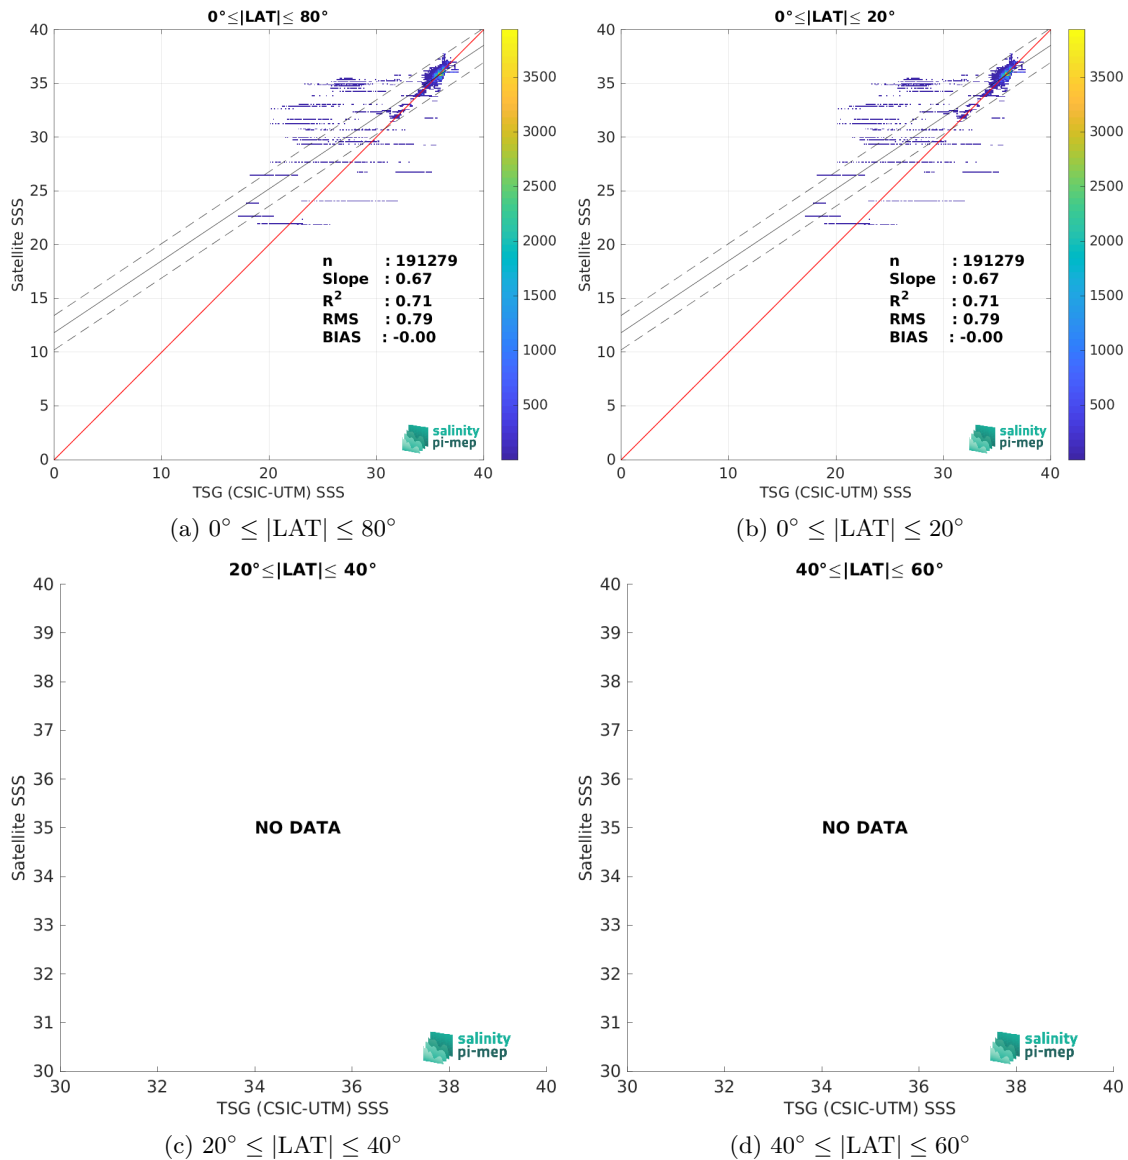 0°≤|LAT|≤ 80°
Satellite SSS
40
35
30
25
20
15
10
5
0
0
10
20
30
40
TSG (CSIC-UTM) SSS
n : 191279
Slope : 0.67
R² : 0.71
RMS : 0.79
BIAS : -0.00
salinity
pi-mep
3500
3000
2500
2000
1500
1000
500
(a) 0° ≤ |LAT| ≤ 80°
0°≤|LAT|≤ 20°
Satellite SSS
40
35
30
25
20
15
10
5
0
0
10
20
30
40
TSG (CSIC-UTM) SSS
n : 191279
Slope : 0.67
R² : 0.71
RMS : 0.79
BIAS : -0.00
salinity
pi-mep
3500
3000
2500
2000
1500
1000
500
(b) 0° ≤ |LAT| ≤ 20°
20°≤|LAT|≤ 40°
Satellite SSS
40
39
38
37
36
35
34
33
32
31
30
NO DATA
salinity
pi-mep
30
32
34
36
38
40
TSG (CSIC-UTM) SSS
(c) 20° ≤ |LAT| ≤ 40°
40°≤|LAT|≤ 60°
Satellite SSS
40
39
38
37
36
35
34
33
32
31
30
NO DATA
salinity
pi-mep
30
32
34
36
38
40
TSG (CSIC-UTM) SSS
(d) 40° ≤ |LAT| ≤ 60°